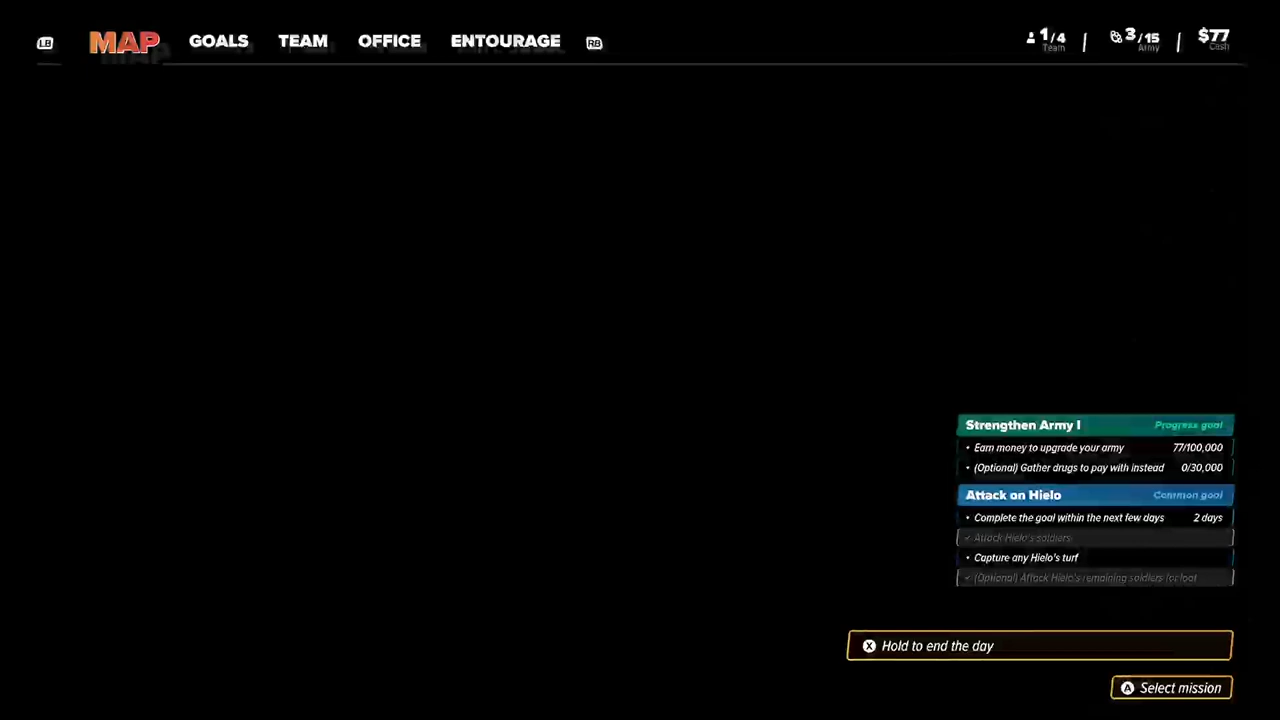 LB MAP GOALS TEAM OFFICE ENTOURAGE RB 1/4 Team 3/15 Army $77 Cash
Strengthen Army I Progress goal
• Earn money to upgrade your army 77/100,000
• (Optional) Gather drugs to pay with instead 0/30,000
Attack on Hielo Common goal
• Complete the goal within the next few days 2 days
✓ Attack Hielo's soldiers
• Capture any Hielo's turf
✓ (Optional) Attack Hielo's remaining soldiers for loot
X Hold to end the day
A Select mission